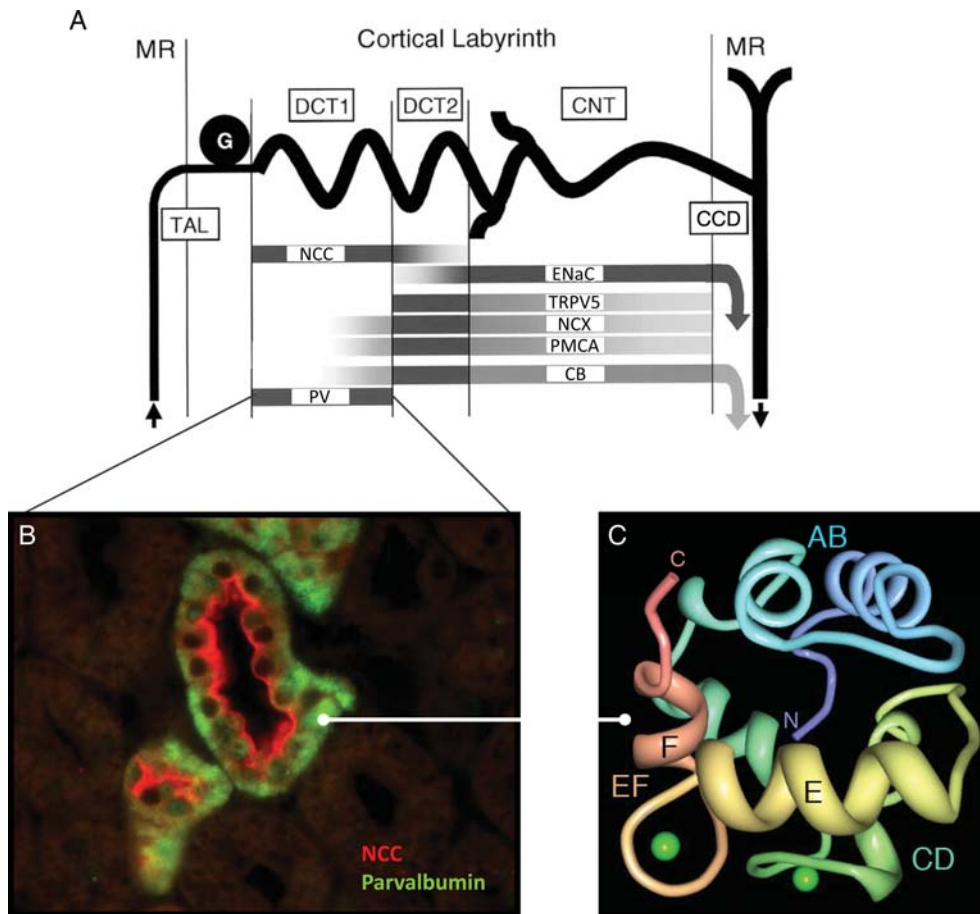 A
MR
Cortical Labyrinth
MR
DCT1
DCT2
CNT
G
TAL
CCD
NCC
ENaC
TRPV5
NCX
PMCA
CB
PV
B
NCC
Parvalbumin
C
AB
C
N
F
E
EF
CD